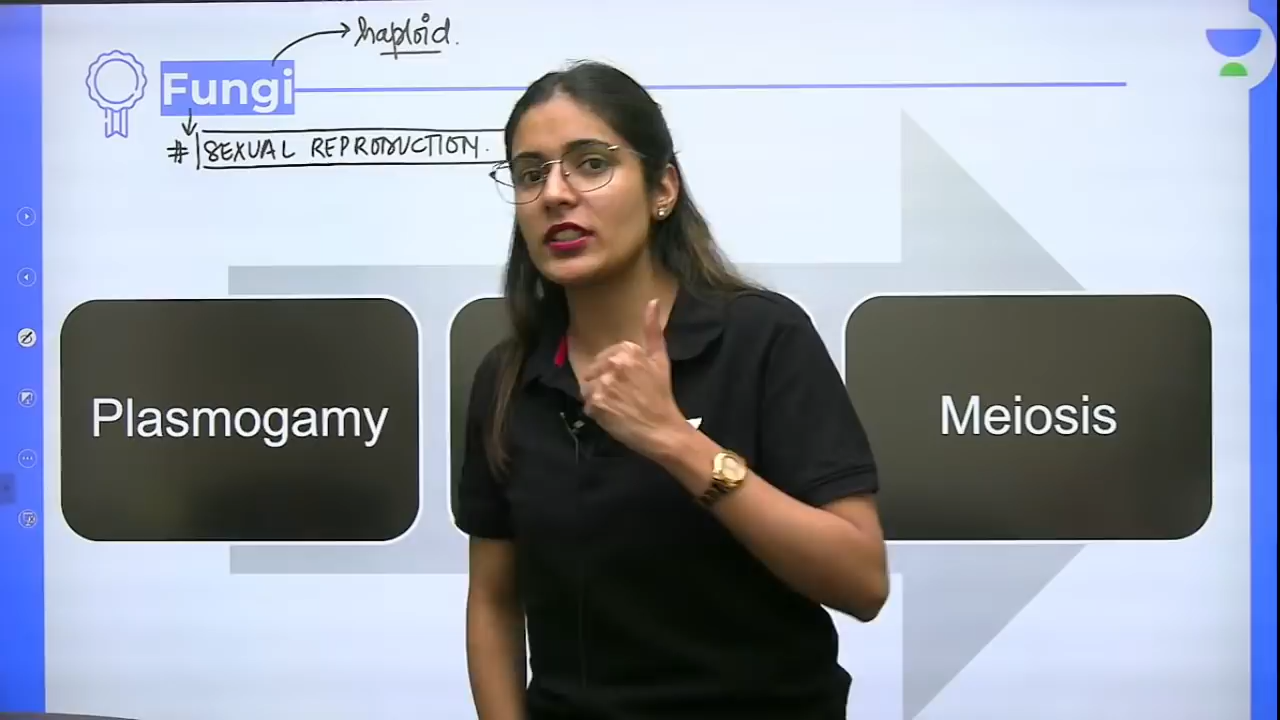 haploid.
Fungi
# SEXUAL REPRODUCTION.
Plasmogamy
Meiosis